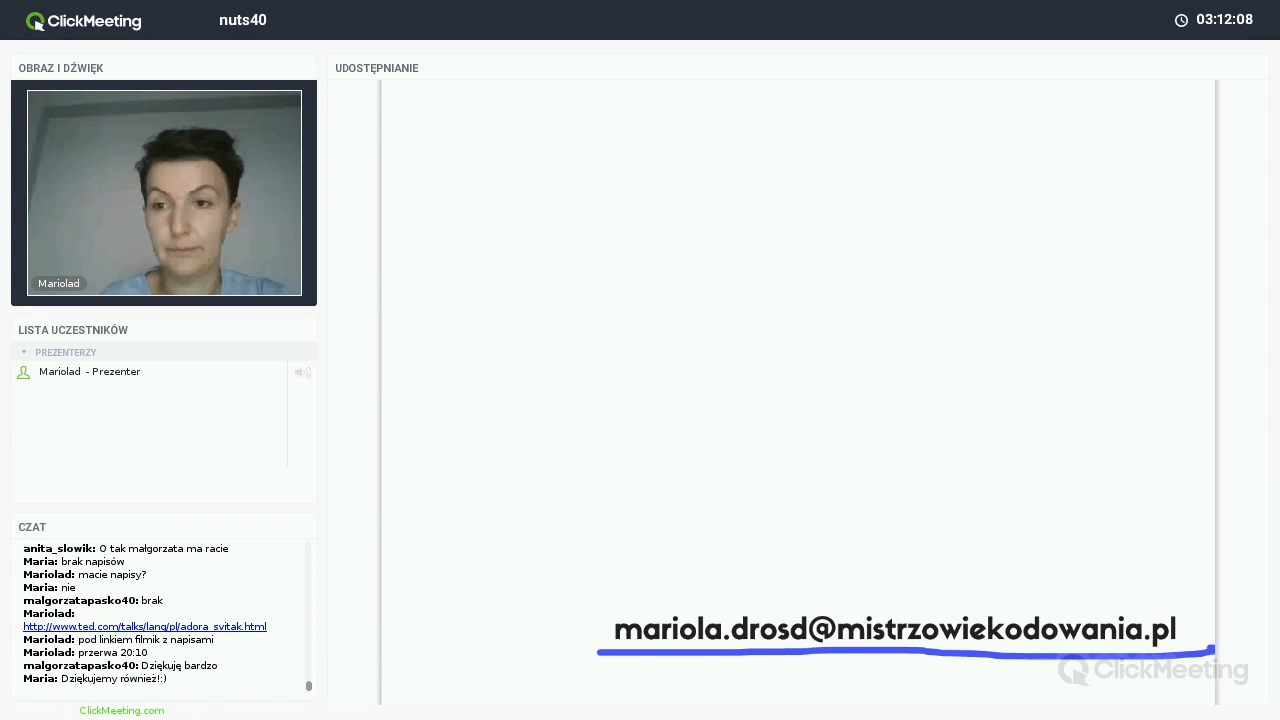 ClickMeeting
nuts40
03:12:08
OBRAZ I DŹWIĘK
UDOSTĘPNIANIE
Mariolad
LISTA UCZESTNIKÓW
PREZENTERZY
Mariolad - Prezenter
CZAT
anita_slowik: O tak małgorzata ma racie
Maria: brak napisów
Mariolad: macie napisy?
Maria: nie
malgorzatapasko40: brak
Mariolad:
http://www.ted.com/talks/lang/pl/adora_svitak.html
Mariolad: pod linkiem filmik z napisami
Mariolad: przerwa 20:10
malgorzatapasko40: Dziękuję bardzo
Maria: Dziękujemy również!:)
mariola.drosd@mistrzowiekodowania.pl
ClickMeeting
ClickMeeting.com